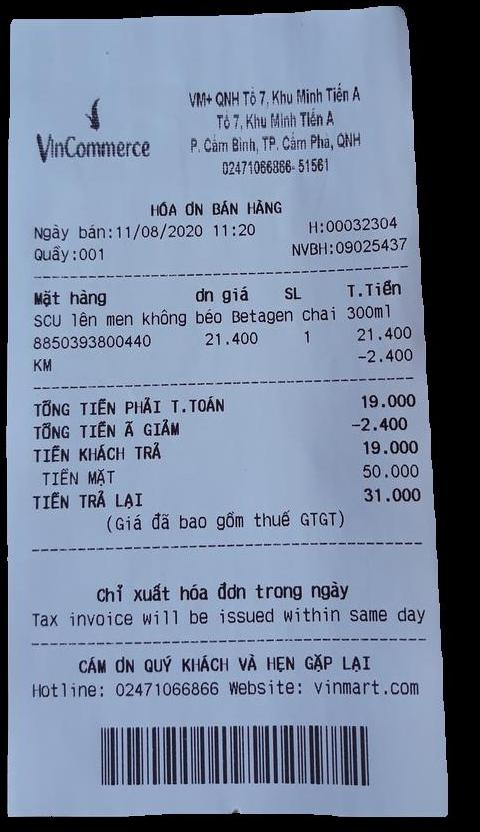 VinCommerce
VM+ QNH Tổ 7, Khu Minh Tiến A
Tổ 7, Khu Minh Tiến A
P. Cẩm Bình, TP. Cẩm Phả, QNH
02471066866-51561
HÓA ƠN BÁN HÀNG
Ngày bán:11/08/2020 11:20 H:00032304
Quầy:001 NVBH:09025437
Mặt hàng ơn giá SL T.Tiền
SCU lên men không béo Betagen chai 300ml
8850393800440 21.400 1 21.400
KM -2.400
TỔNG TIỀN PHẢI T.TOÁN 19.000
TỔNG TIỀN Ã GIẢM -2.400
TIỀN KHÁCH TRẢ 19.000
TIỀN MẶT 50.000
TIỀN TRẢ LẠI 31.000
(Giá đã bao gồm thuế GTGT)
Chỉ xuất hóa đơn trong ngày
Tax invoice will be issued within same day
CẢM ƠN QUÝ KHÁCH VÀ HẸN GẶP LẠI
Hotline: 02471066866 Website: vinmart.com